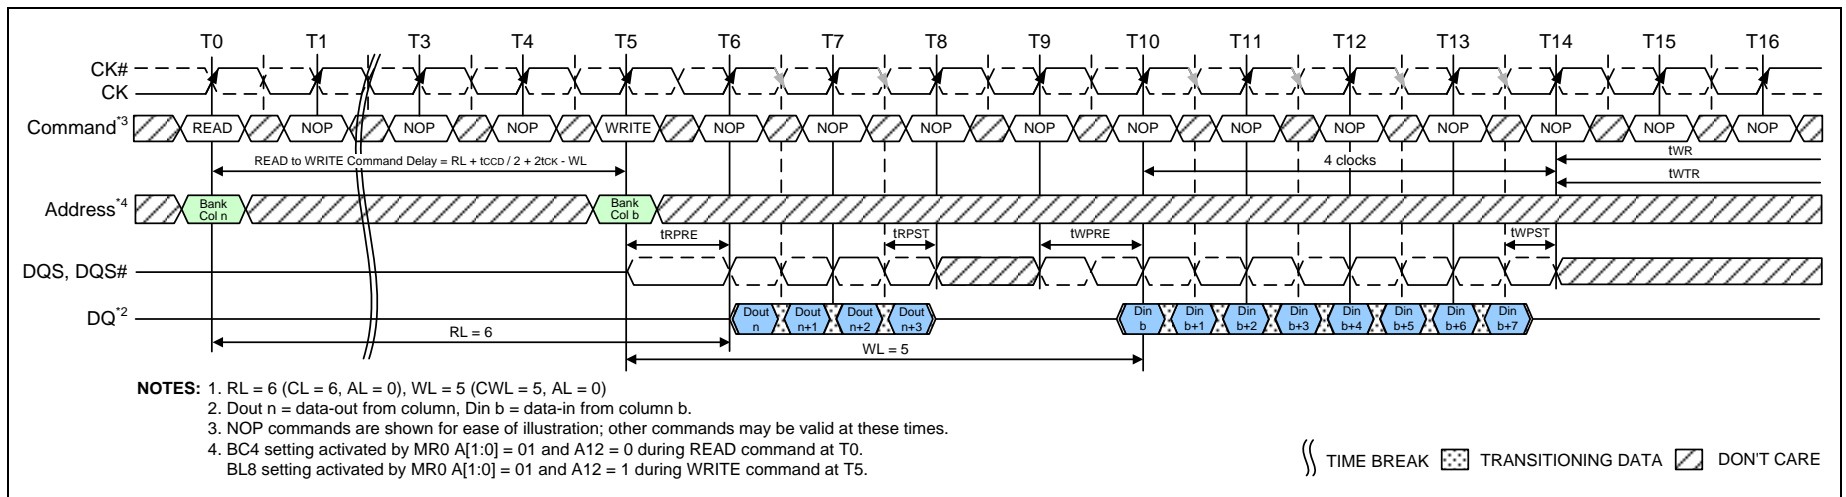 T0 T1 T3 T4 T5 T6 T7 T8 T9 T10 T11 T12 T13 T14 T15 T16
CK#
CK
Command*3 READ NOP NOP NOP WRITE NOP NOP NOP NOP NOP NOP NOP NOP NOP NOP NOP
READ to WRITE Command Delay = RL + tCCD / 2 + 2tCK - WL
4 clocks
tWR
tWTR
Address*4 Bank Col n Bank Col b
tRPRE tRPST tWPRE tWPST
DQS, DQS#
DQ*2 Dout n Dout n+1 Dout n+2 Dout n+3 Din b Din b+1 Din b+2 Din b+3 Din b+4 Din b+5 Din b+6 Din b+7
RL = 6
WL = 5
NOTES: 1. RL = 6 (CL = 6, AL = 0), WL = 5 (CWL = 5, AL = 0)
2. Dout n = data-out from column, Din b = data-in from column b.
3. NOP commands are shown for ease of illustration; other commands may be valid at these times.
4. BC4 setting activated by MR0 A[1:0] = 01 and A12 = 0 during READ command at T0.
BL8 setting activated by MR0 A[1:0] = 01 and A12 = 1 during WRITE command at T5.
TIME BREAK TRANSITIONING DATA DON'T CARE